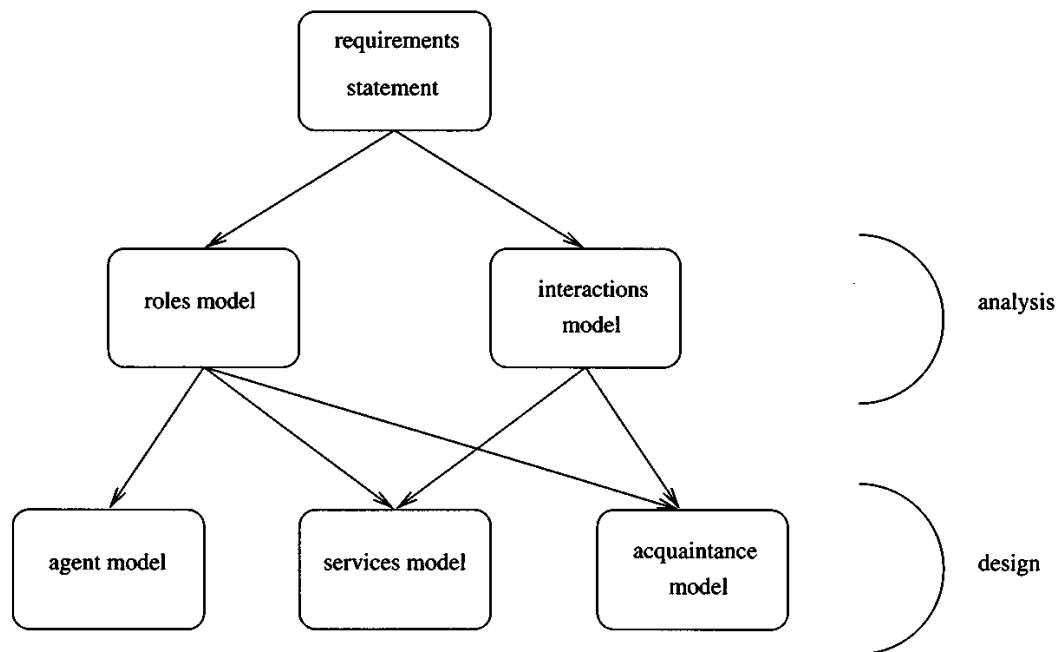 requirements
statement
roles model
interactions
model
analysis
agent model
services model
acquaintance
model
design